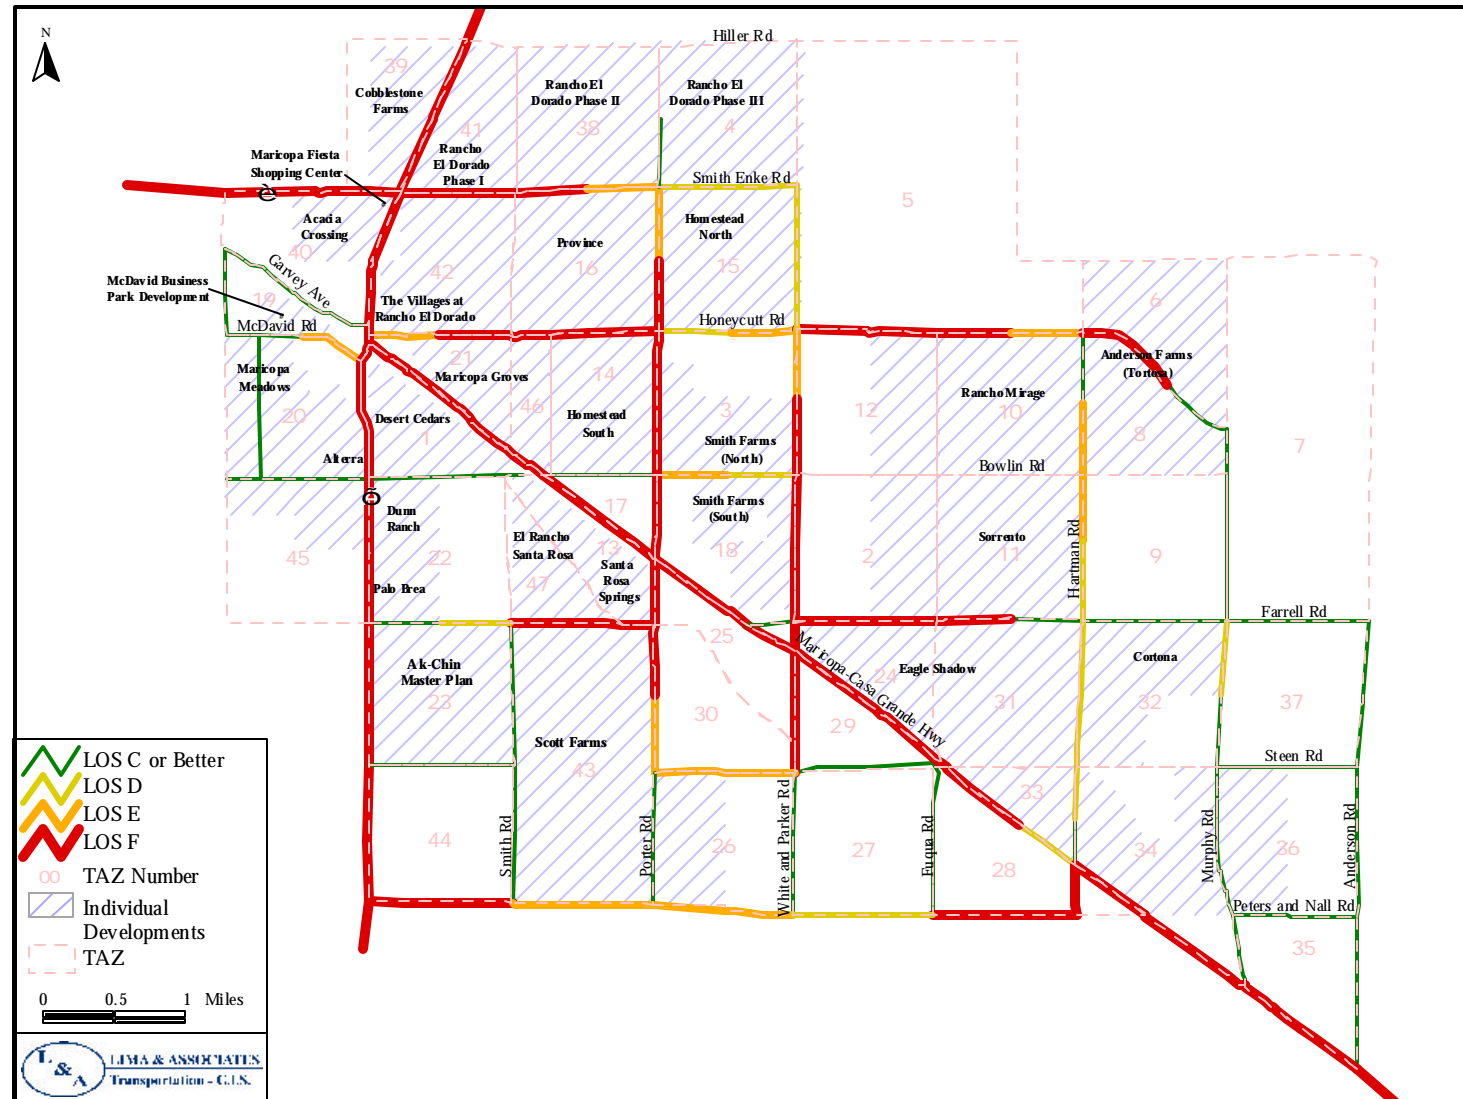 N
Hiller Rd
39
Cobblestone
Farms
Rancho El
Dorado Phase II
Rancho El
Dorado Phase III
41
38
4
Maricopa Fiesta
Shopping Center
Rancho
El Dorado
Phase I
Smith Enke Rd
5
Acacia
Crossing
40
Homestead
North
Province
42
16
15
Garvey Ave
McDavid Business
Park Development
19
The Villages at
Rancho El Dorado
6
McDavid Rd
Honeycutt Rd
Maricopa
Meadows
21
Maricopa Groves
14
Anderson Farms
(Tortosa)
Rancho Mirage
20
Desert Cedars
1
46
Homestead
South
3
12
10
8
7
Smith Farms
(North)
Alterra
Bowlin Rd
Dunn
Ranch
17
Smith Farms
(South)
El Rancho
Santa Rosa
13
18
2
Sorrento
11
Hartman Rd
9
45
22
47
Santa
Rosa
Springs
Palo Brea
Farrell Rd
25
Maricopa-Casa Grande Hwy
Ak-Chin
Master Plan
23
24
Eagle Shadow
Cortona
31
32
37
30
29
Scott Farms
43
Steen Rd
33
44
Smith Rd
Porter Rd
26
White and Parker Rd
27
Fuqua Rd
28
34
Murphy Rd
36
Anderson Rd
Peters and Nall Rd
35
LOS C or Better
LOS D
LOS E
LOS F
00 TAZ Number
Individual
Developments
TAZ
0 0.5 1 Miles
L & A
LIMA & ASSOCIATES
Transportation - G.I.S.